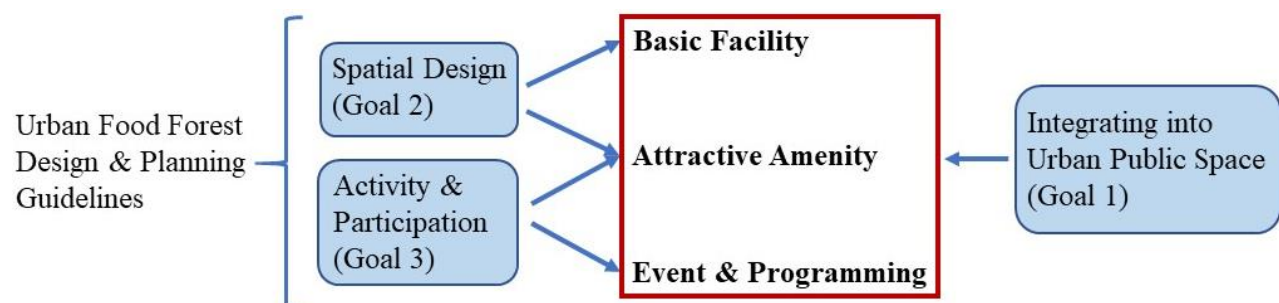 Urban Food Forest
Design & Planning
Guidelines
Spatial Design
(Goal 2)
Activity &
Participation
(Goal 3)
Basic Facility
Attractive Amenity
Event & Programming
Integrating into
Urban Public Space
(Goal 1)